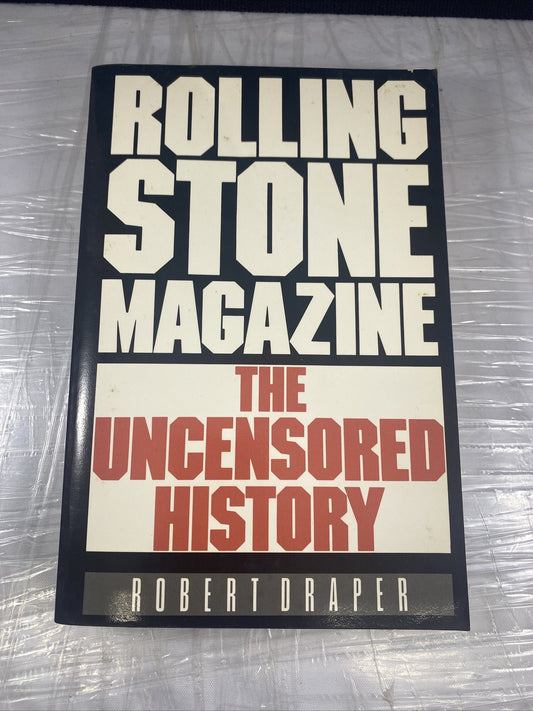 ROLLING
STONE
MAGAZINE
THE
UNCENSORED
HISTORY
ROBERT DRAPER